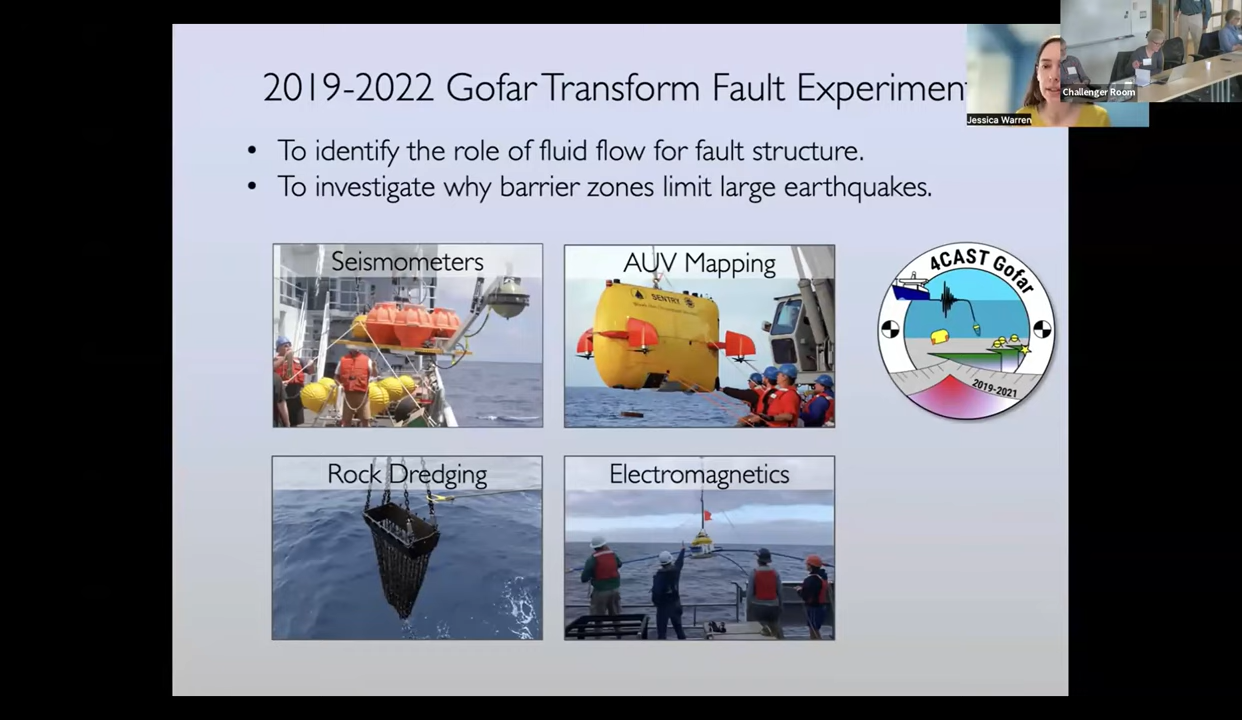 2019-2022 Gofar Transform Fault Experiment
Jessica Warren
Challenger Room
• To identify the role of fluid flow for fault structure.
• To investigate why barrier zones limit large earthquakes.
Seismometers
AUV Mapping
SENTRY
4CAST Gofar
2019-2021
Rock Dredging
Electromagnetics